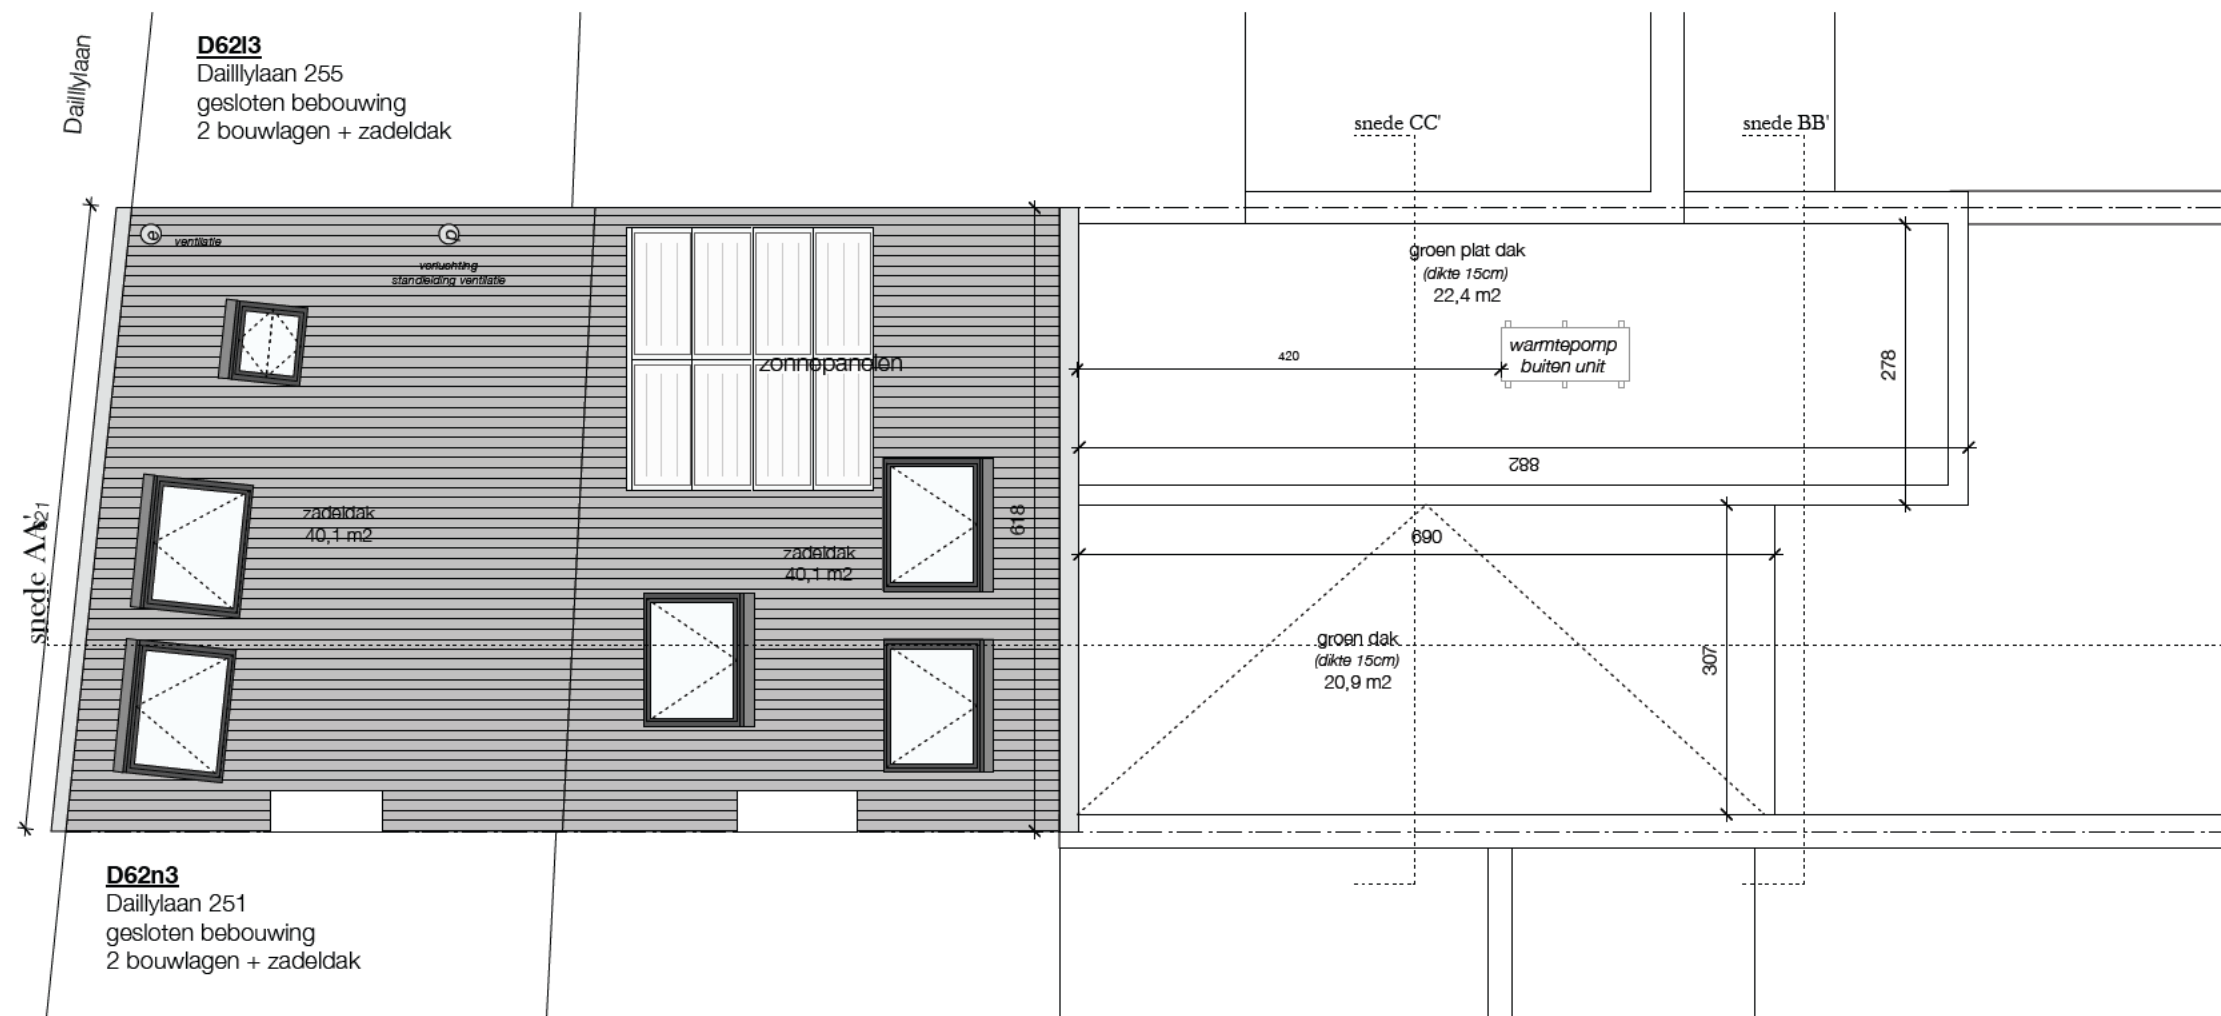 Dailllylaan
D62l3
Dailllylaan 255
gesloten bebouwing
2 bouwlagen + zadeldak
snede CC'
snede BB'
e
ventilatie
verluchting
standleiding ventilatie
zonnepanelen
groen plat dak
(dikte 15cm)
22,4 m2
warmtepomp
buiten unit
420
278
882
zadeldak
40,1 m2
zadeldak
40,1 m2
618
621
snede AA'
690
groen dak
(dikte 15cm)
20,9 m2
307
D62n3
Daillylaan 251
gesloten bebouwing
2 bouwlagen + zadeldak